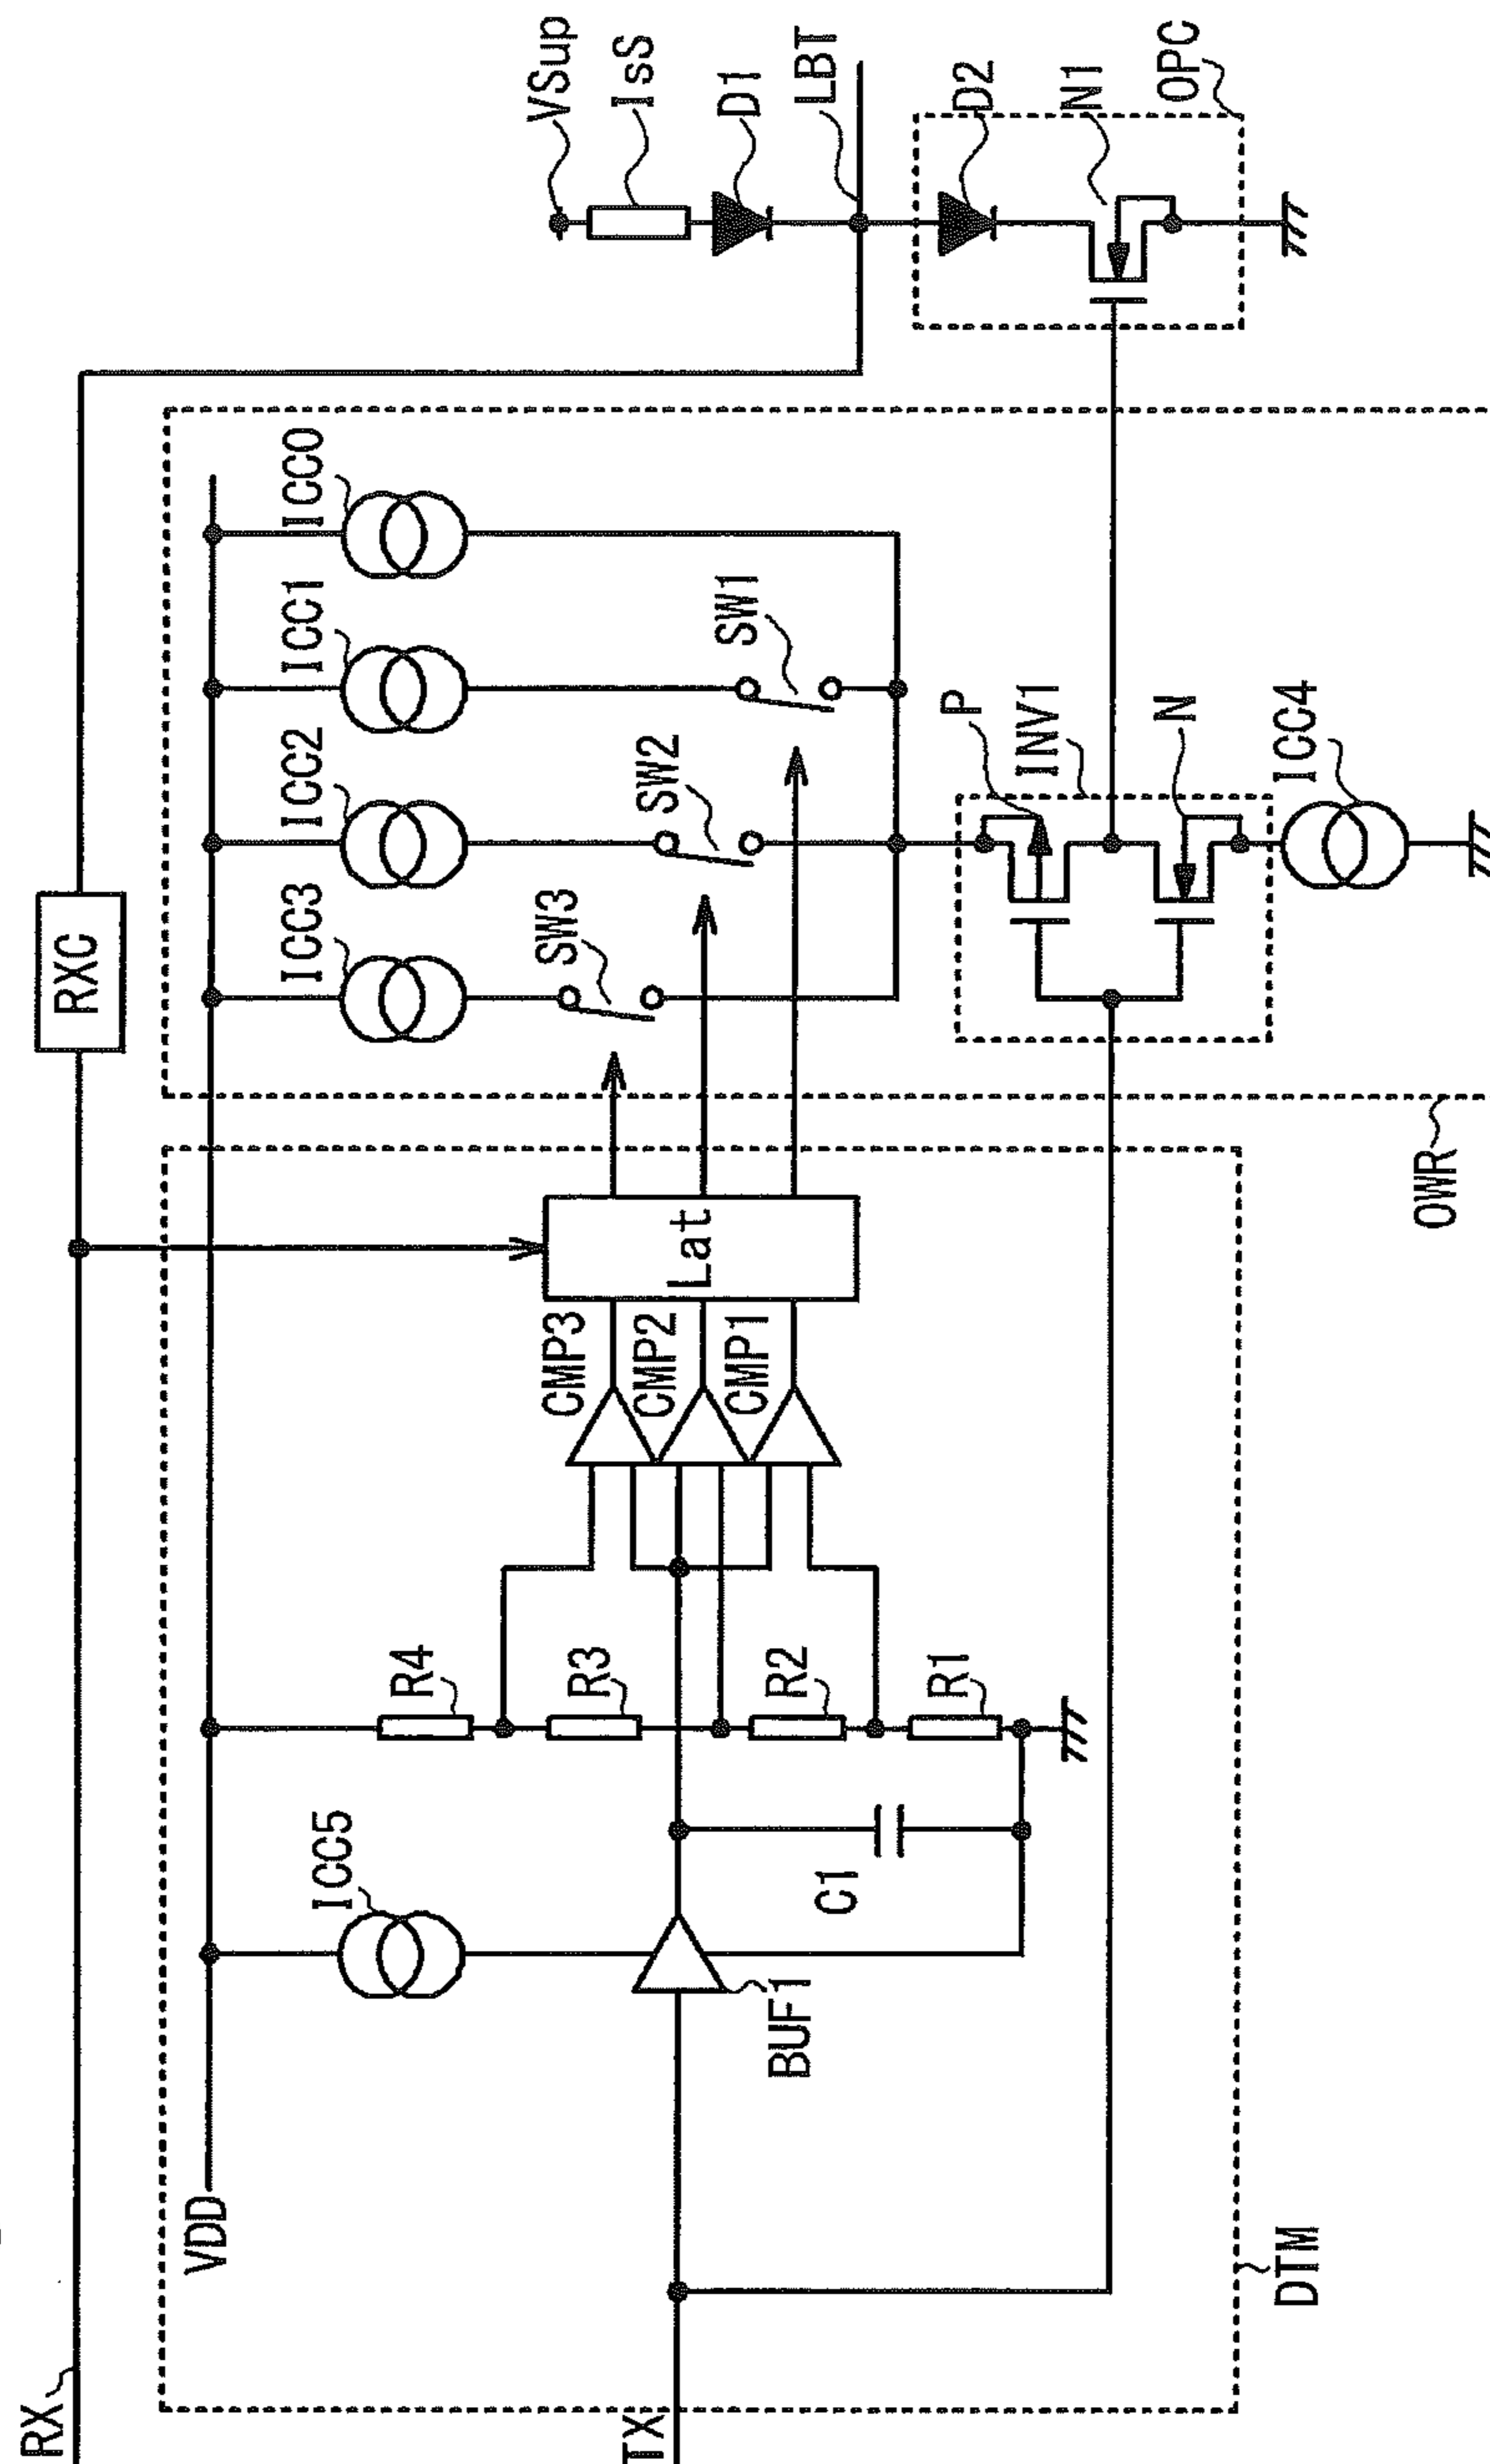 RX
RXC
VDD
ICC5
BUF1
C1
R4
R3
R2
R1
CMP3
CMP2
CMP1
Lat
TX
DTM
ICC3
ICC2
ICC1
ICC0
SW3
SW2
SW1
P
INV1
N
ICC4
OWR
VSup
IsS
D1
LBT
D2
N1
OPC